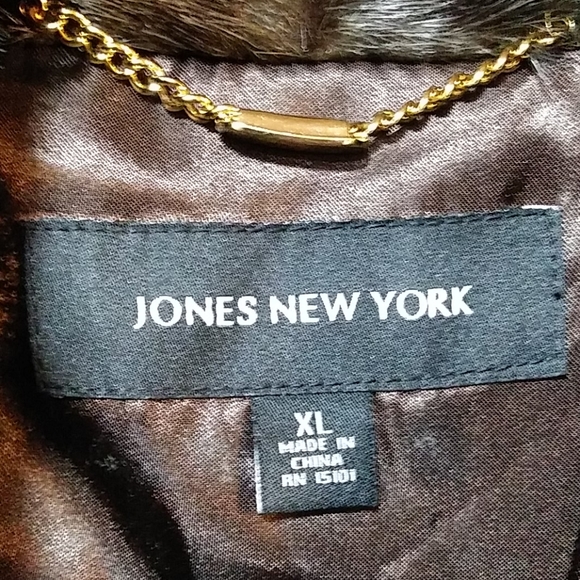 JONES NEW YORK
XL
MADE IN
CHINA
RN 15101